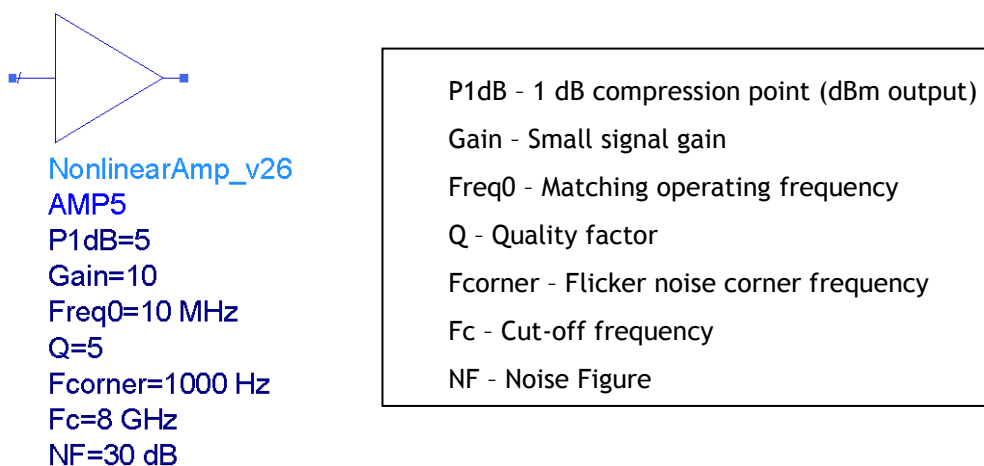 NonlinearAmp_v26
AMP5
P1dB=5
Gain=10
Freq0=10 MHz
Q=5
Fcorner=1000 Hz
Fc=8 GHz
NF=30 dB
P1dB – 1 dB compression point (dBm output)
Gain – Small signal gain
Freq0 – Matching operating frequency
Q – Quality factor
Fcorner – Flicker noise corner frequency
Fc – Cut-off frequency
NF – Noise Figure